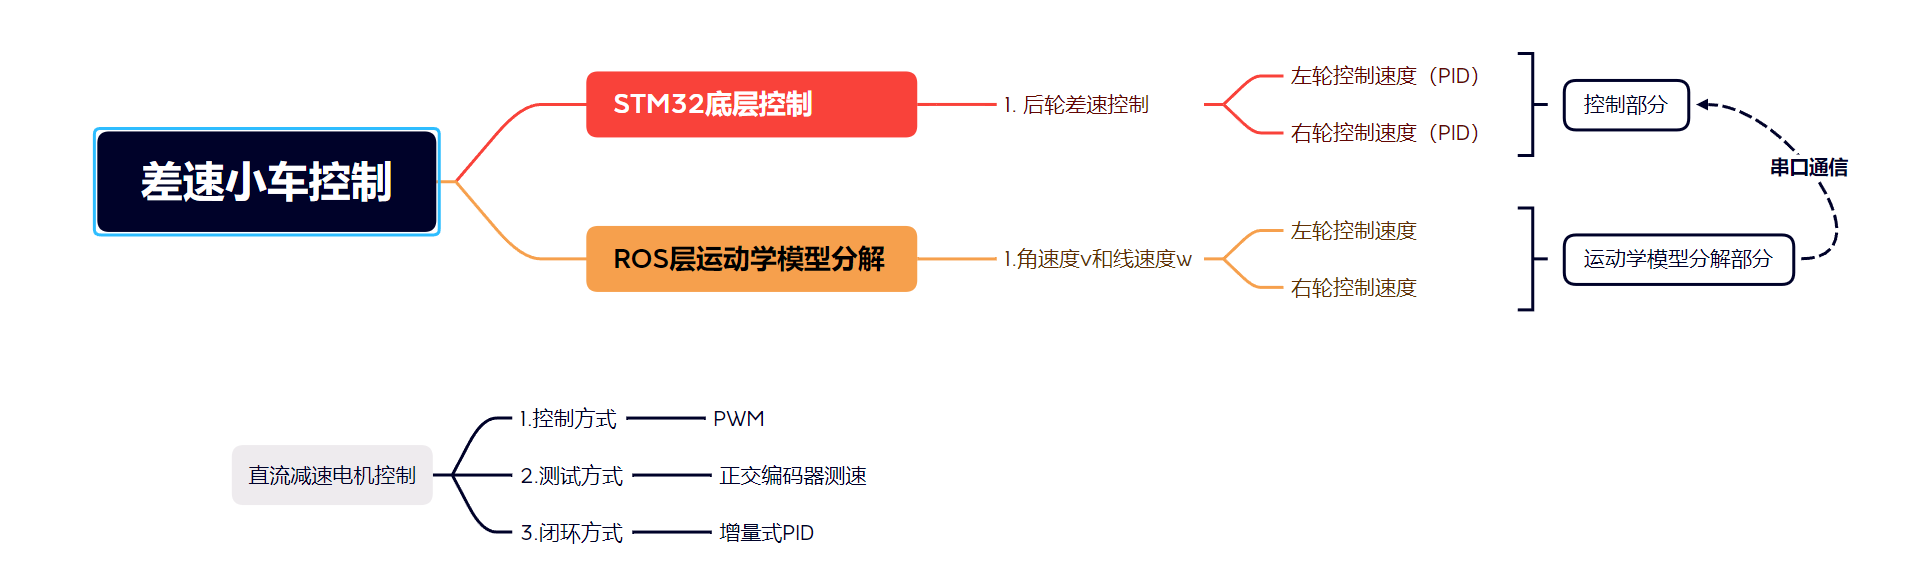 差速小车控制
STM32底层控制
1. 后轮差速控制
左轮控制速度（PID）
右轮控制速度（PID）
控制部分
串口通信
ROS层运动学模型分解
1.角速度v和线速度w
左轮控制速度
右轮控制速度
运动学模型分解部分
直流减速电机控制
1.控制方式
PWM
2.测试方式
正交编码器测速
3.闭环方式
增量式PID